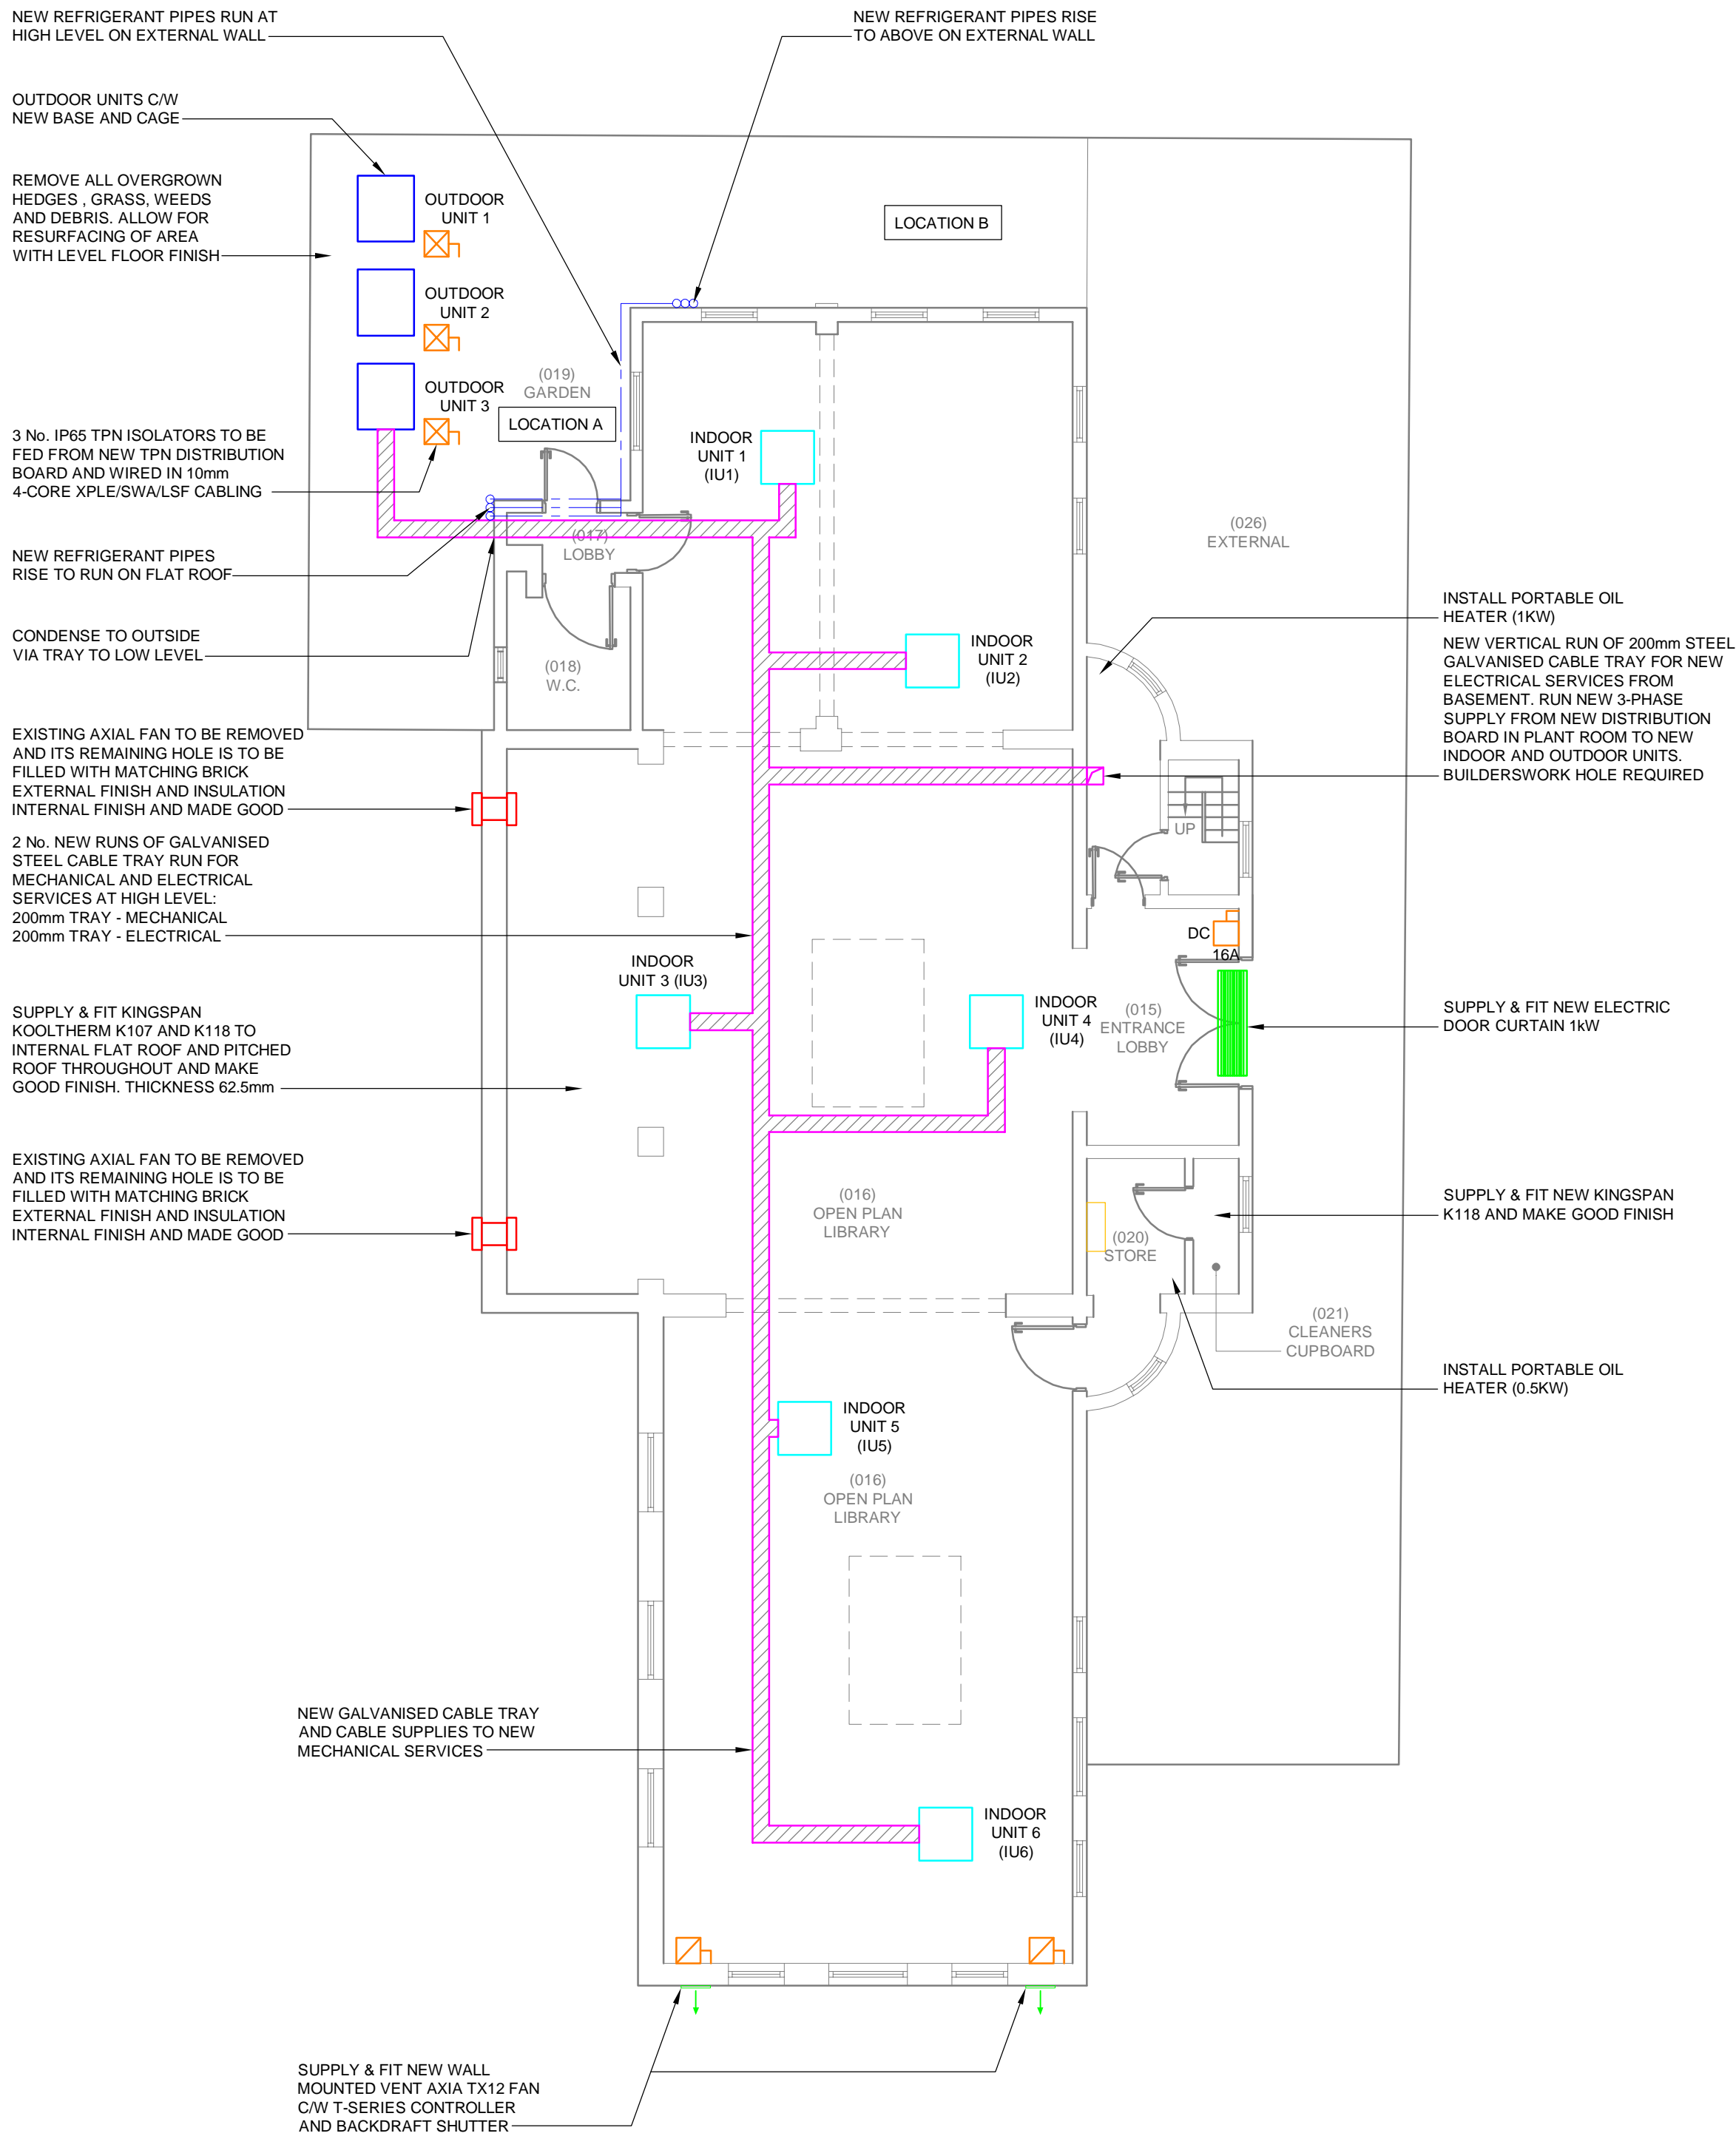 NEW REFRIGERANT PIPES RUN AT
HIGH LEVEL ON EXTERNAL WALL
NEW REFRIGERANT PIPES RISE
TO ABOVE ON EXTERNAL WALL
OUTDOOR UNITS C/W
NEW BASE AND CAGE
REMOVE ALL OVERGROWN
HEDGES , GRASS, WEEDS
AND DEBRIS. ALLOW FOR
RESURFACING OF AREA
WITH LEVEL FLOOR FINISH
OUTDOOR
UNIT 1
LOCATION B
OUTDOOR
UNIT 2
(019)
GARDEN
OUTDOOR
UNIT 3
LOCATION A
3 No. IP65 TPN ISOLATORS TO BE
FED FROM NEW TPN DISTRIBUTION
BOARD AND WIRED IN 10mm
4-CORE XPLE/SWA/LSF CABLING
INDOOR
UNIT 1
(IU1)
(026)
EXTERNAL
(017)
LOBBY
NEW REFRIGERANT PIPES
RISE TO RUN ON FLAT ROOF
INSTALL PORTABLE OIL
HEATER (1KW)
CONDENSE TO OUTSIDE
VIA TRAY TO LOW LEVEL
(018)
W.C.
INDOOR
UNIT 2
(IU2)
NEW VERTICAL RUN OF 200mm STEEL
GALVANISED CABLE TRAY FOR NEW
ELECTRICAL SERVICES FROM
BASEMENT. RUN NEW 3-PHASE
SUPPLY FROM NEW DISTRIBUTION
BOARD IN PLANT ROOM TO NEW
INDOOR AND OUTDOOR UNITS.
BUILDERSWORK HOLE REQUIRED
EXISTING AXIAL FAN TO BE REMOVED
AND ITS REMAINING HOLE IS TO BE
FILLED WITH MATCHING BRICK
EXTERNAL FINISH AND INSULATION
INTERNAL FINISH AND MADE GOOD
UP
2 No. NEW RUNS OF GALVANISED
STEEL CABLE TRAY RUN FOR
MECHANICAL AND ELECTRICAL
SERVICES AT HIGH LEVEL:
200mm TRAY - MECHANICAL
200mm TRAY - ELECTRICAL
DC
16A
INDOOR
UNIT 3 (IU3)
INDOOR
UNIT 4
(IU4)
(015)
ENTRANCE
LOBBY
SUPPLY & FIT NEW ELECTRIC
DOOR CURTAIN 1kW
SUPPLY & FIT KINGSPAN
KOOLTHERM K107 AND K118 TO
INTERNAL FLAT ROOF AND PITCHED
ROOF THROUGHOUT AND MAKE
GOOD FINISH. THICKNESS 62.5mm
EXISTING AXIAL FAN TO BE REMOVED
AND ITS REMAINING HOLE IS TO BE
FILLED WITH MATCHING BRICK
EXTERNAL FINISH AND INSULATION
INTERNAL FINISH AND MADE GOOD
(016)
OPEN PLAN
LIBRARY
(020)
STORE
SUPPLY & FIT NEW KINGSPAN
K118 AND MAKE GOOD FINISH
(021)
CLEANERS
CUPBOARD
INSTALL PORTABLE OIL
HEATER (0.5KW)
INDOOR
UNIT 5
(IU5)
(016)
OPEN PLAN
LIBRARY
NEW GALVANISED CABLE TRAY
AND CABLE SUPPLIES TO NEW
MECHANICAL SERVICES
INDOOR
UNIT 6
(IU6)
SUPPLY & FIT NEW WALL
MOUNTED VENT AXIA TX12 FAN
C/W T-SERIES CONTROLLER
AND BACKDRAFT SHUTTER